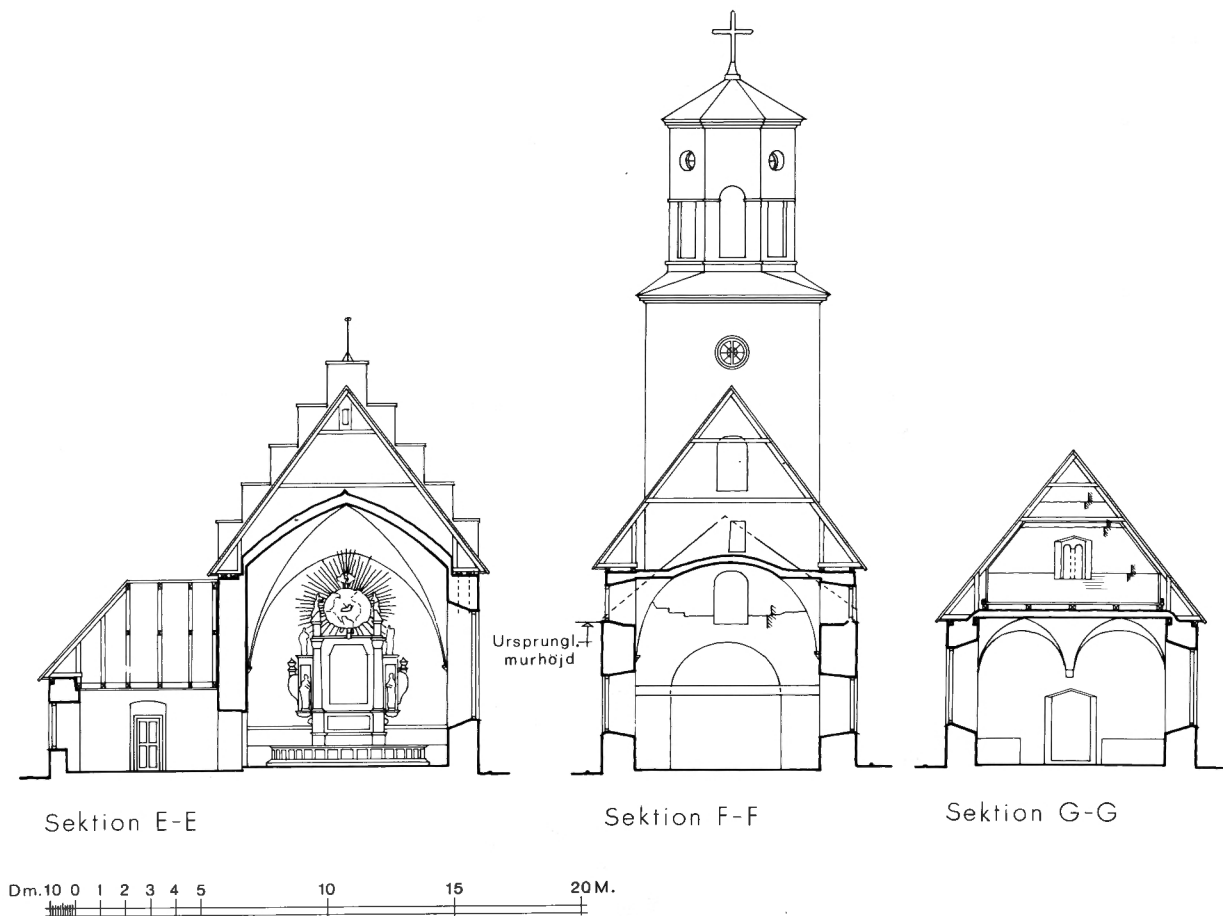 Ursprungl.
murhöjd
Sektion E-E
Sektion F-F
Sektion G-G
Dm. 10 0 1 2 3 4 5 10 15 20 M.